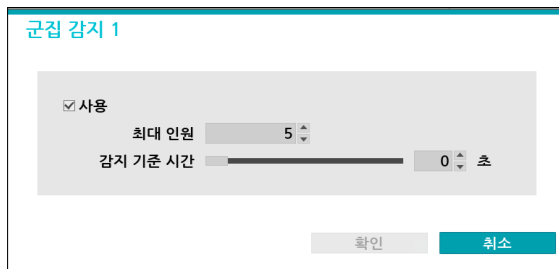 군집 감지 1
사용
최대 인원 5
감지 기준 시간 0 초
확인 취소